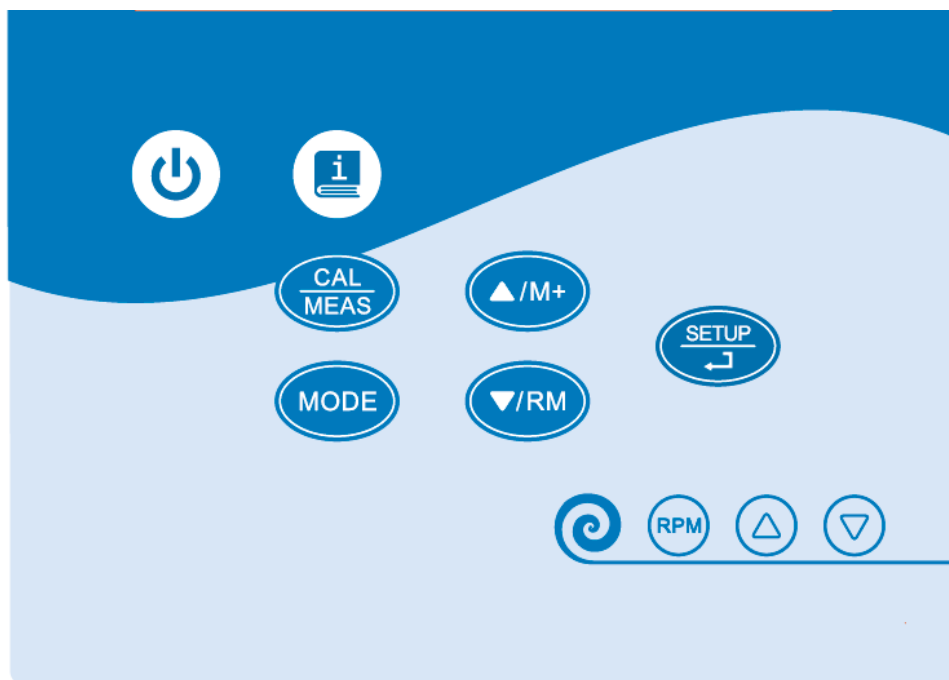 i
CAL
MEAS
▲/M+
SETUP
MODE
▼/RM
RPM